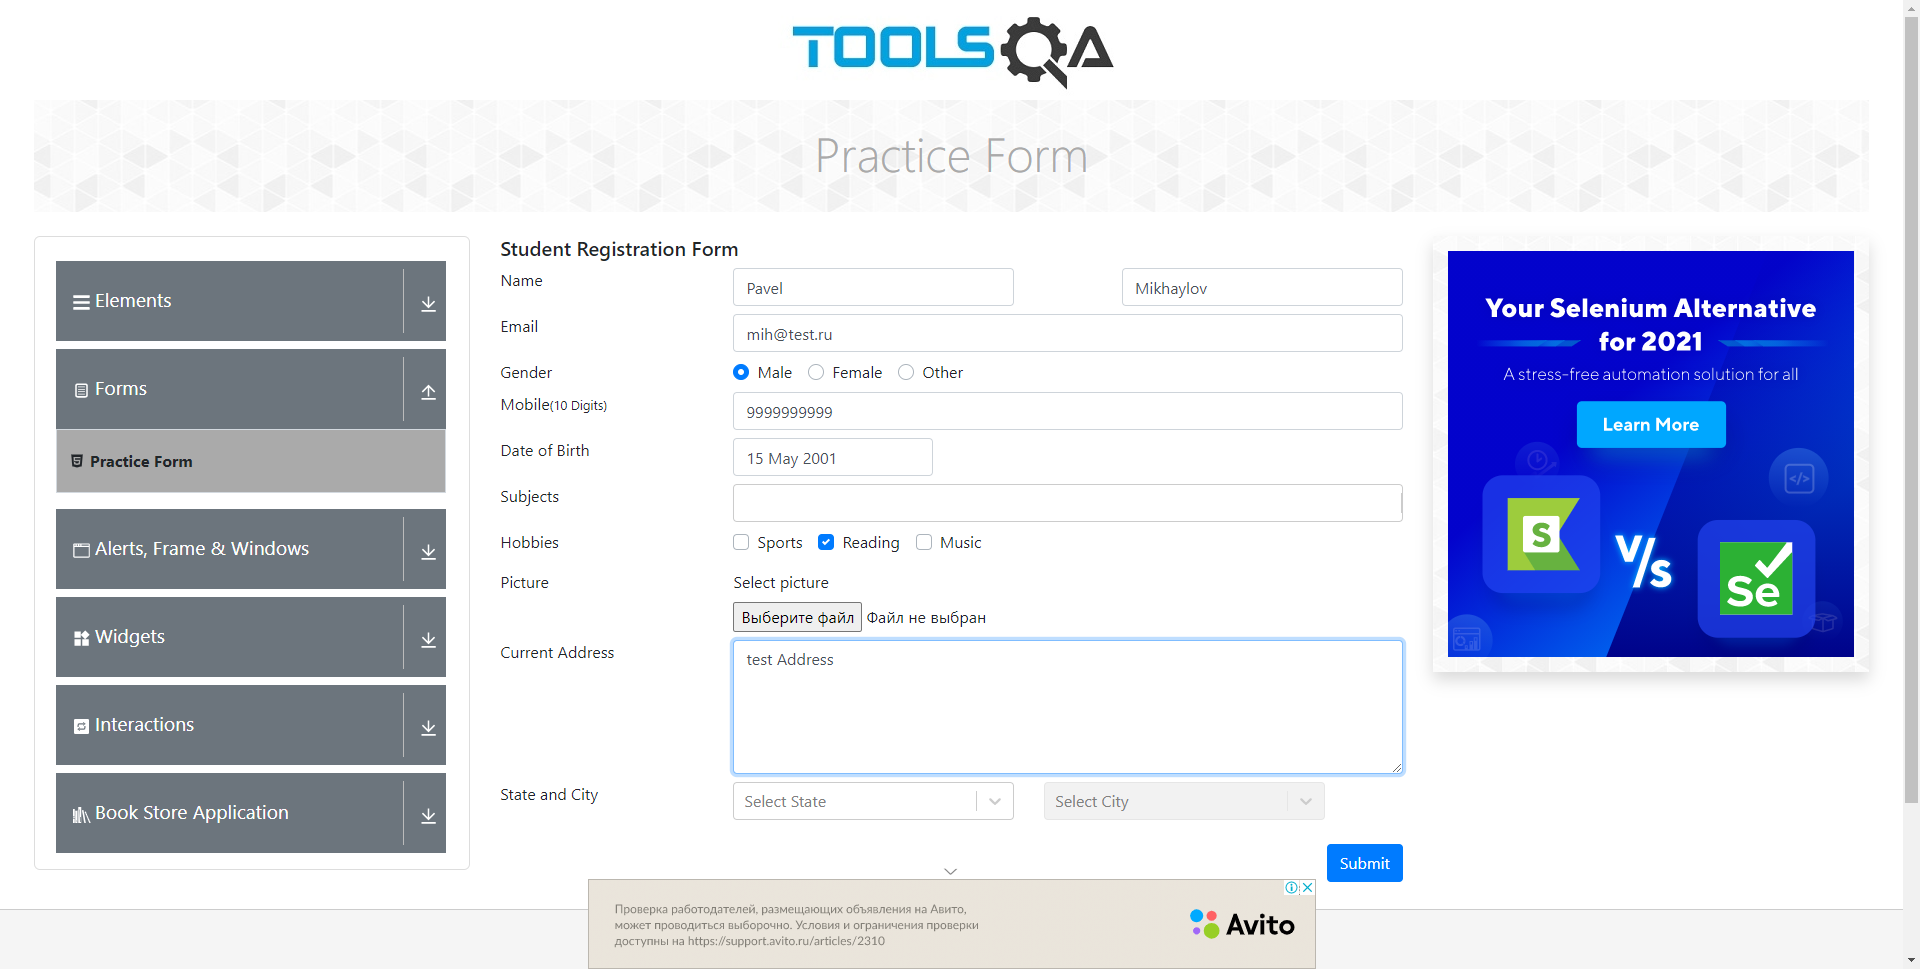 TOOLSQA
Practice Form
Elements
Forms
Practice Form
Alerts, Frame & Windows
Widgets
Interactions
Book Store Application
Student Registration Form
Name
Pavel
Mikhaylov
Email
mih@test.ru
Gender
Male Female Other
Mobile(10 Digits)
9999999999
Date of Birth
15 May 2001
Subjects
Hobbies
Sports Reading Music
Picture
Select picture
Выберите файл Файл не выбран
Current Address
test Address
State and City
Select State
Select City
Submit
Your Selenium Alternative
for 2021
A stress-free automation solution for all
Learn More
S
V/s
Se
Проверка работодателей, размещающих объявления на Авито,
может проводиться выборочно. Условия и ограничения проверки
доступны на https://support.avito.ru/articles/2310
Avito